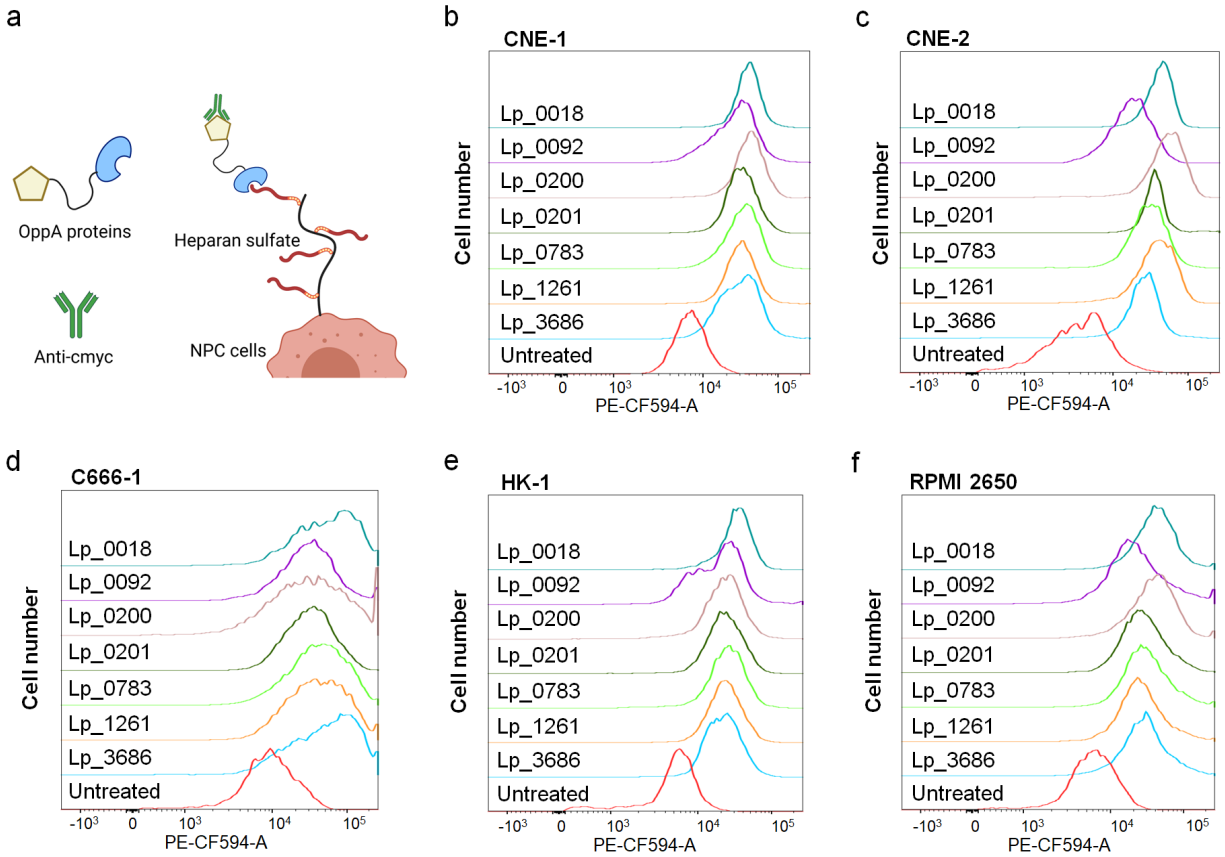 a
OppA proteins
Heparan sulfate
Anti-cmyc
NPC cells
b
CNE-1
Cell number
Lp_0018
Lp_0092
Lp_0200
Lp_0201
Lp_0783
Lp_1261
Lp_3686
Untreated
-10³ 0 10³ 10⁴ 10⁵
PE-CF594-A
c
CNE-2
Cell number
Lp_0018
Lp_0092
Lp_0200
Lp_0201
Lp_0783
Lp_1261
Lp_3686
Untreated
-10³ 0 10³ 10⁴ 10⁵
PE-CF594-A
d
C666-1
Cell number
Lp_0018
Lp_0092
Lp_0200
Lp_0201
Lp_0783
Lp_1261
Lp_3686
Untreated
-10³ 0 10³ 10⁴ 10⁵
PE-CF594-A
e
HK-1
Cell number
Lp_0018
Lp_0092
Lp_0200
Lp_0201
Lp_0783
Lp_1261
Lp_3686
Untreated
-10³ 0 10³ 10⁴ 10⁵
PE-CF594-A
f
RPMI 2650
Cell number
Lp_0018
Lp_0092
Lp_0200
Lp_0201
Lp_0783
Lp_1261
Lp_3686
Untreated
-10³ 0 10³ 10⁴ 10⁵
PE-CF594-A